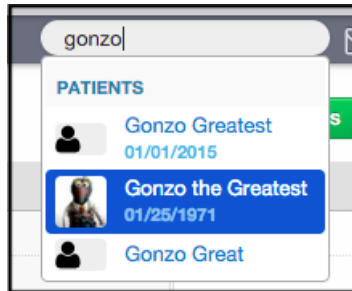 gonzo
PATIENTS
Gonzo Greatest
01/01/2015
Gonzo the Greatest
01/25/1971
Gonzo Great
s